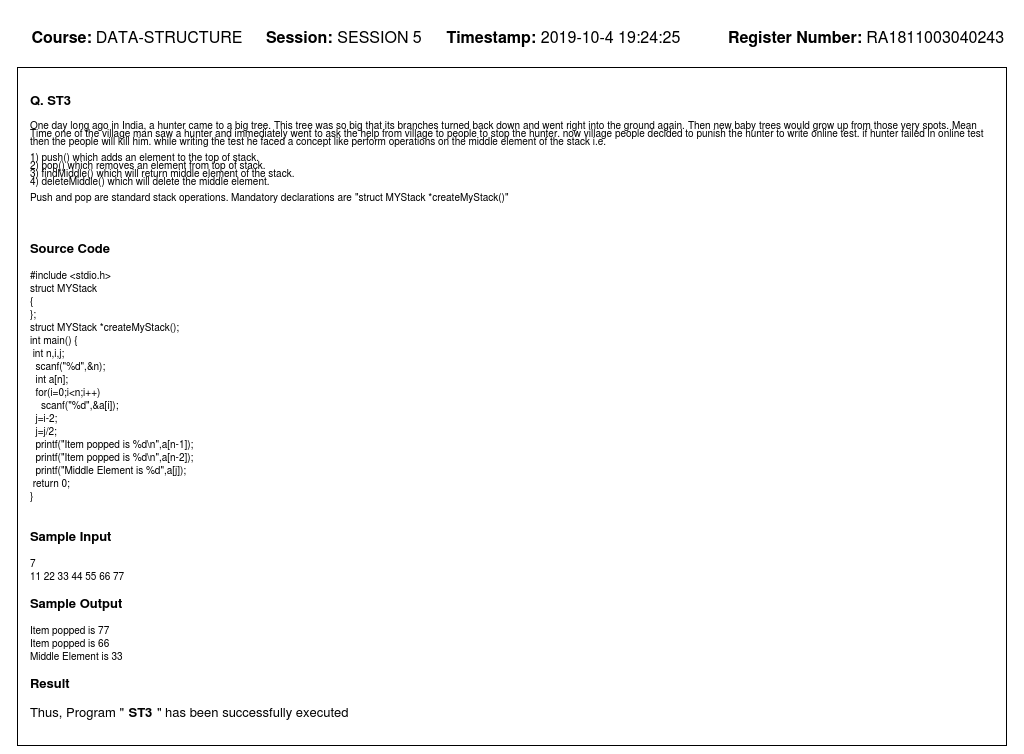 Course: DATA-STRUCTURE Session: SESSION 5 Timestamp: 2019-10-4 19:24:25 Register Number: RA1811003040243
Q. ST3
One day long ago in India, a hunter came to a big tree. This tree was so big that its branches turned back down and went right into the ground again. Then new baby trees would grow up from those very spots. Mean
Time one of the village man saw a hunter and immediately went to ask the help from village to people to stop the hunter. now village people decided to punish the hunter to write online test. if hunter failed in online test
then the people will kill him. while writing the test he faced a concept like perform operations on the middle element of the stack i.e.
1) push() which adds an element to the top of stack.
2) pop() which removes an element from top of stack.
3) findMiddle() which will return middle element of the stack.
4) deleteMiddle() which will delete the middle element.
Push and pop are standard stack operations. Mandatory declarations are "struct MYStack *createMyStack()"
Source Code
#include <stdio.h>
struct MYStack
{
};
struct MYStack *createMyStack();
int main() {
int n,i,j;
scanf("%d",&n);
int a[n];
for(i=0;i<n;i++)
scanf("%d",&a[i]);
j=i-2;
j=j/2;
printf("Item popped is %d\n",a[n-1]);
printf("Item popped is %d\n",a[n-2]);
printf("Middle Element is %d",a[j]);
return 0;
}
Sample Input
7
11 22 33 44 55 66 77
Sample Output
Item popped is 77
Item popped is 66
Middle Element is 33
Result
Thus, Program " ST3 " has been successfully executed